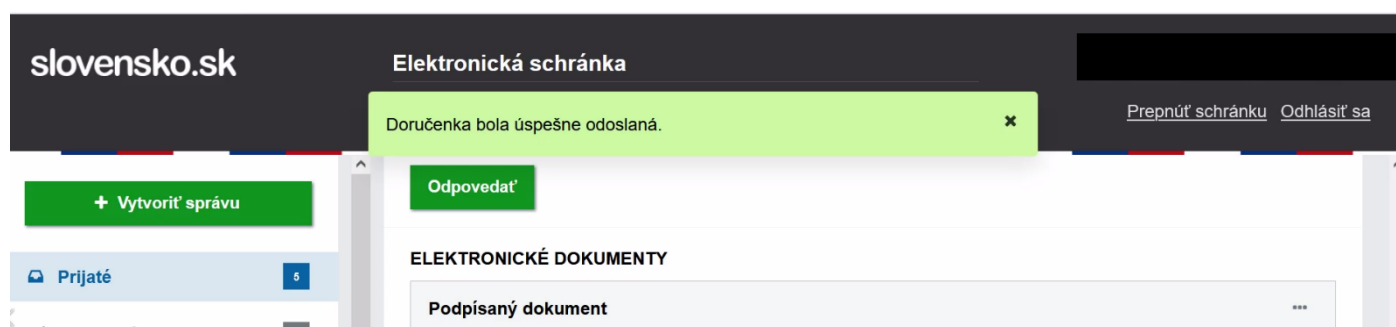 slovensko.sk
Elektronická schránka
Prepnúť schránku Odhlásiť sa
Doručenka bola úspešne odoslaná.
+ Vytvoriť správu
Odpovedať
Prijaté 5
ELEKTRONICKÉ DOKUMENTY
Podpísaný dokument